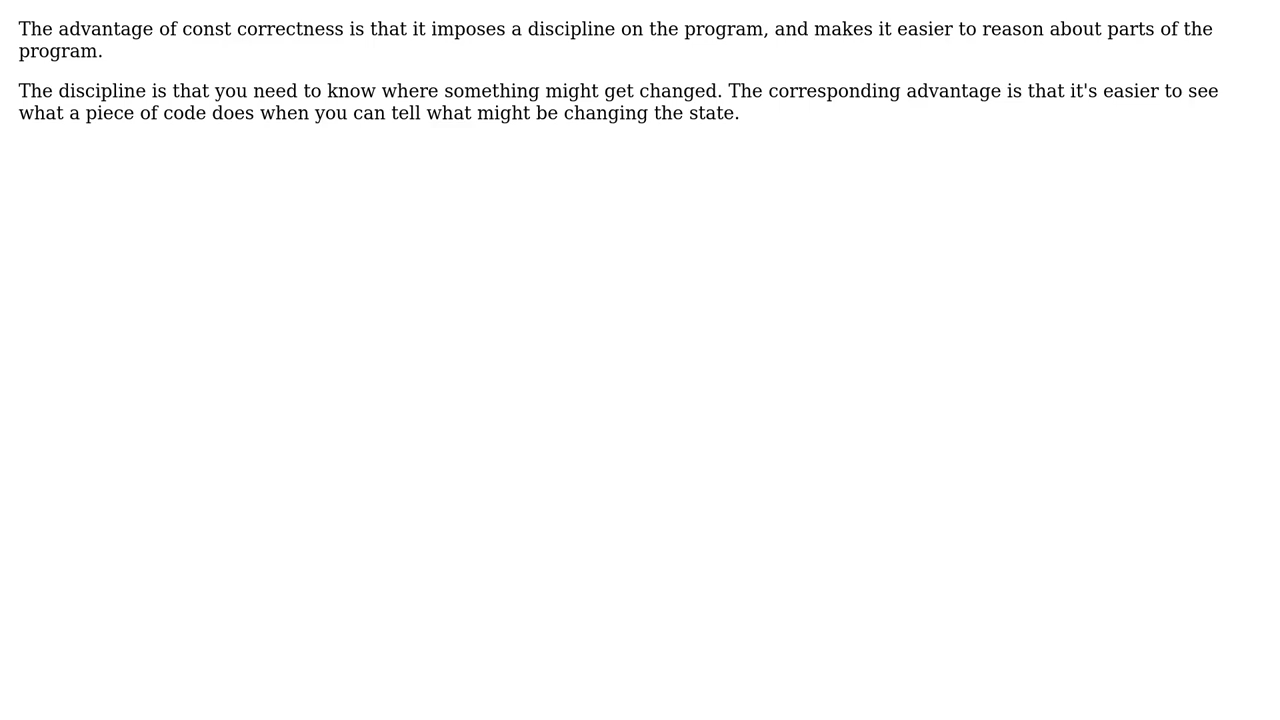 The advantage of const correctness is that it imposes a discipline on the program, and makes it easier to reason about parts of the
program.
The discipline is that you need to know where something might get changed. The corresponding advantage is that it's easier to see
what a piece of code does when you can tell what might be changing the state.